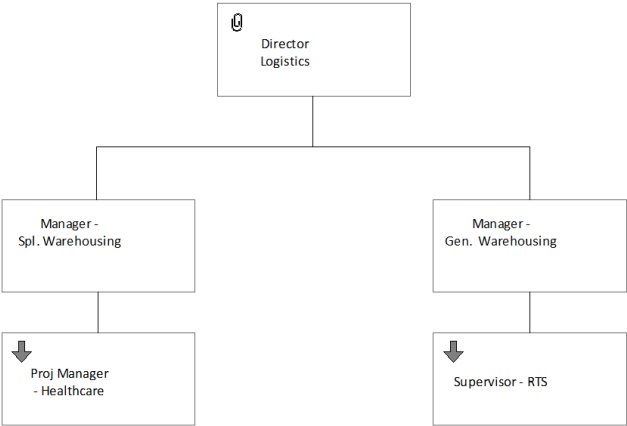 Director
Logistics
Manager -
Spl. Warehousing
Manager -
Gen. Warehousing
Proj Manager
- Healthcare
Supervisor - RTS